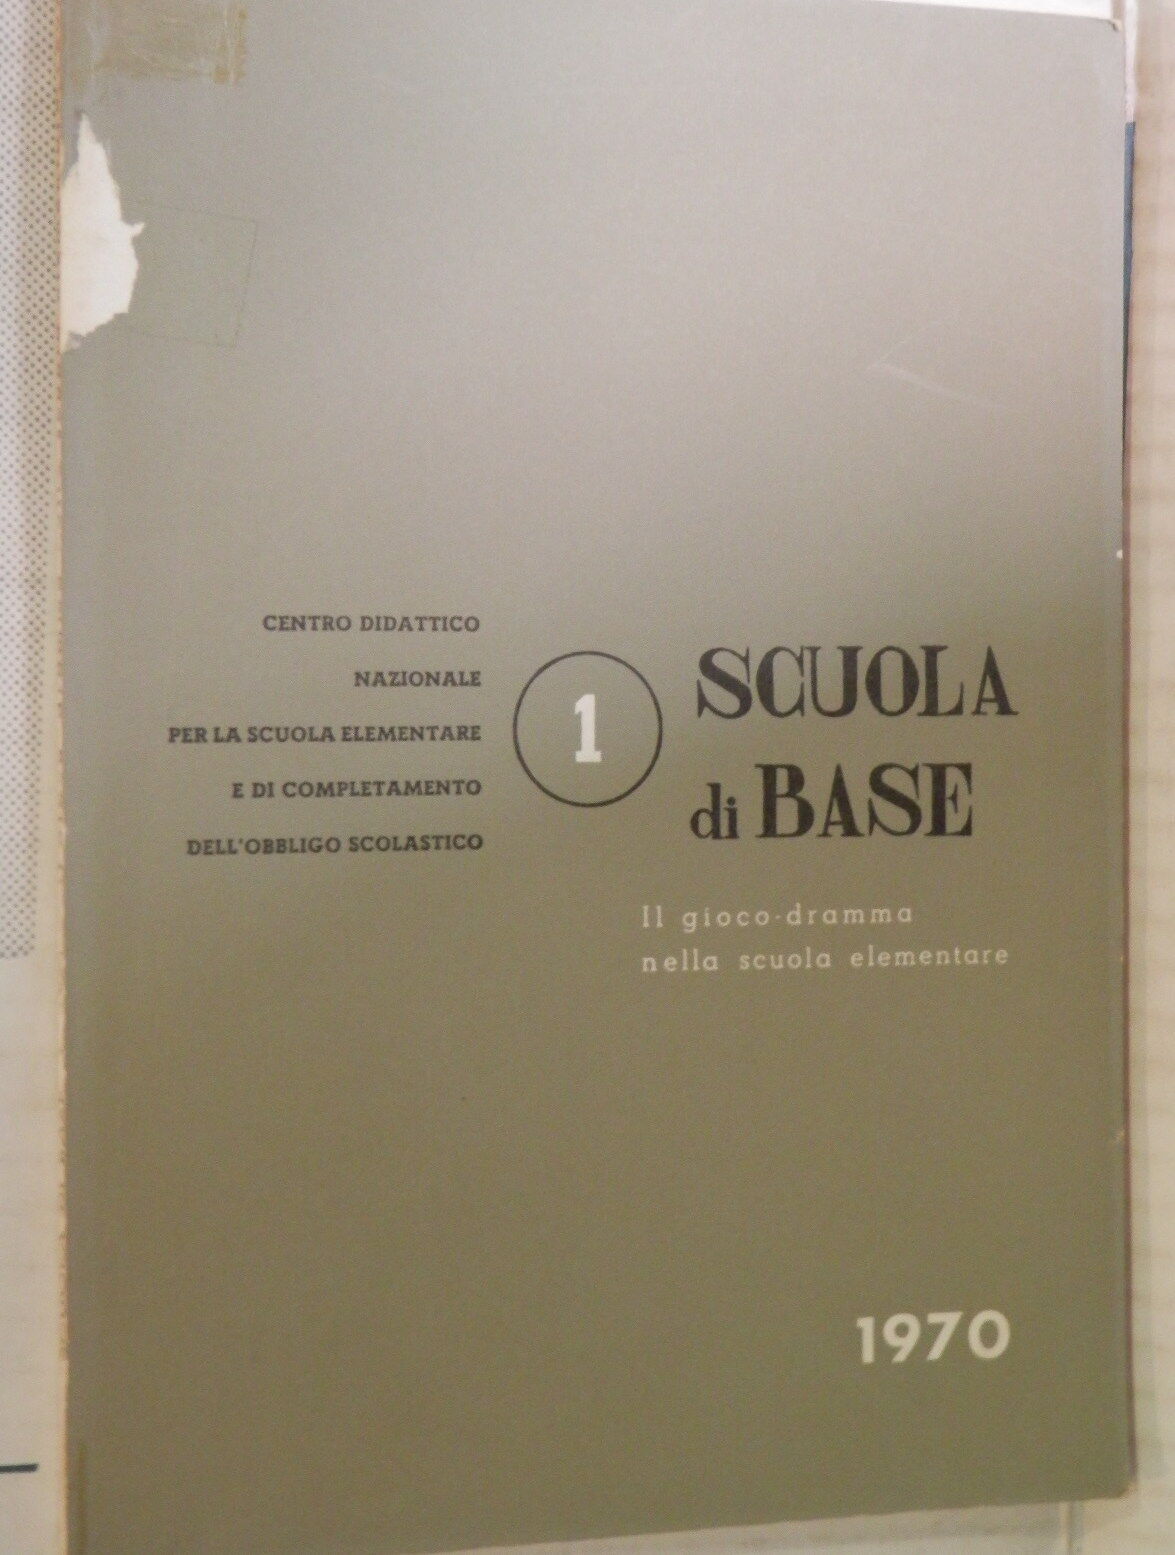 CENTRO DIDATTICO
NAZIONALE
PER LA SCUOLA ELEMENTARE
E DI COMPLETAMENTO
DELL'OBBLIGO SCOLASTICO
1
SCUOLA
di BASE
Il gioco-dramma
nella scuola elementare
1970